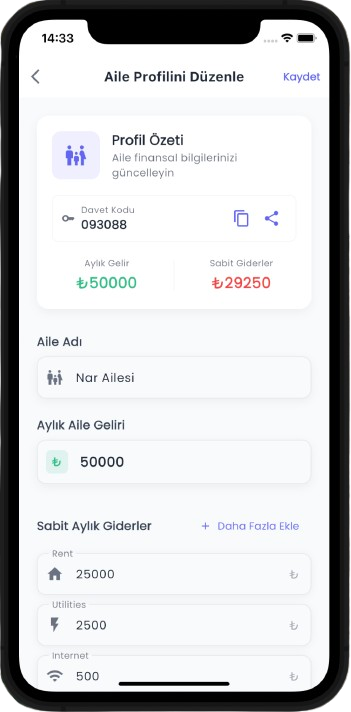 14:33
Aile Profilini Düzenle
Kaydet
Profil Özeti
Aile finansal bilgilerinizi
güncelleyin
Davet Kodu
093088
Aylık Gelir
Sabit Giderler
₺50000
₺29250
Aile Adı
Nar Ailesi
Aylık Aile Geliri
₺ 50000
Sabit Aylık Giderler
+ Daha Fazla Ekle
Rent
25000 ₺
Utilities
2500 ₺
Internet
500 ₺